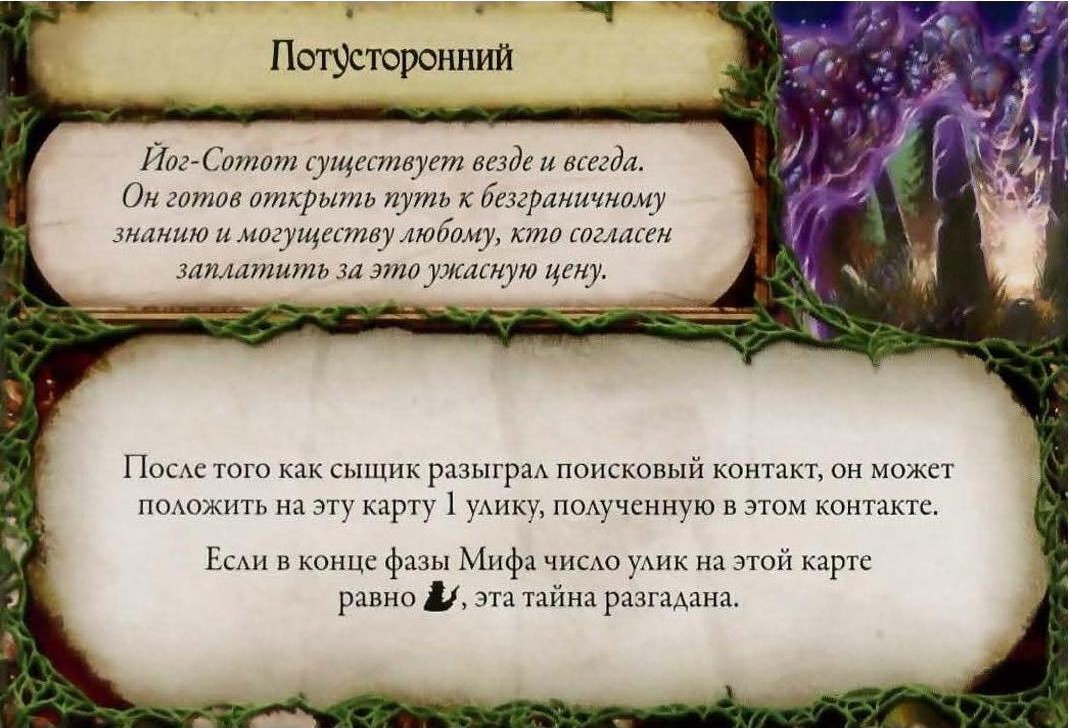 Потусторонний
Йог-Сотот существует везде и всегда.
Он готов открыть путь к безграничному
знанию и могуществу любому, кто согласен
заплатить за это ужасную цену.
После того как сыщик разыграл поисковый контакт, он может
положить на эту карту 1 улику, полученную в этом контакте.
Если в конце фазы Мифа число улик на этой карте
равно , эта тайна разгадана.